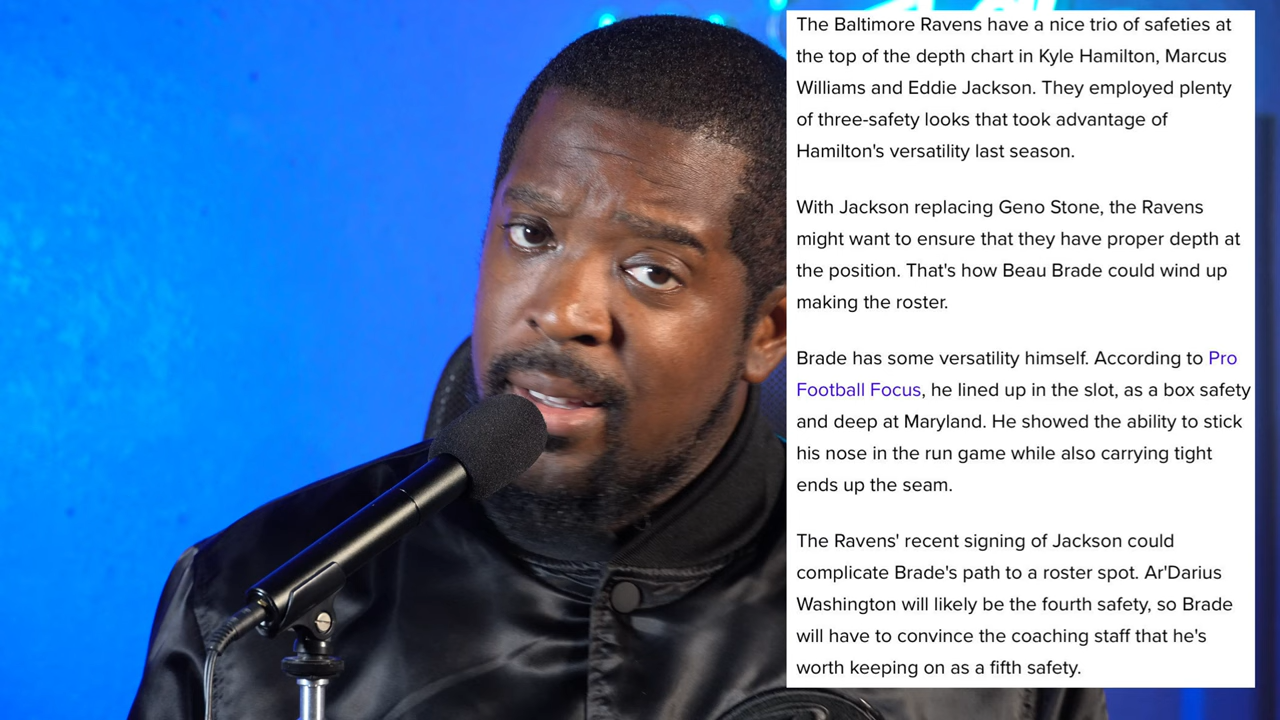 The Baltimore Ravens have a nice trio of safeties at
the top of the depth chart in Kyle Hamilton, Marcus
Williams and Eddie Jackson. They employed plenty
of three-safety looks that took advantage of
Hamilton's versatility last season.
With Jackson replacing Geno Stone, the Ravens
might want to ensure that they have proper depth at
the position. That's how Beau Brade could wind up
making the roster.
Brade has some versatility himself. According to Pro
Football Focus, he lined up in the slot, as a box safety
and deep at Maryland. He showed the ability to stick
his nose in the run game while also carrying tight
ends up the seam.
The Ravens' recent signing of Jackson could
complicate Brade's path to a roster spot. Ar'Darius
Washington will likely be the fourth safety, so Brade
will have to convince the coaching staff that he's
worth keeping on as a fifth safety.